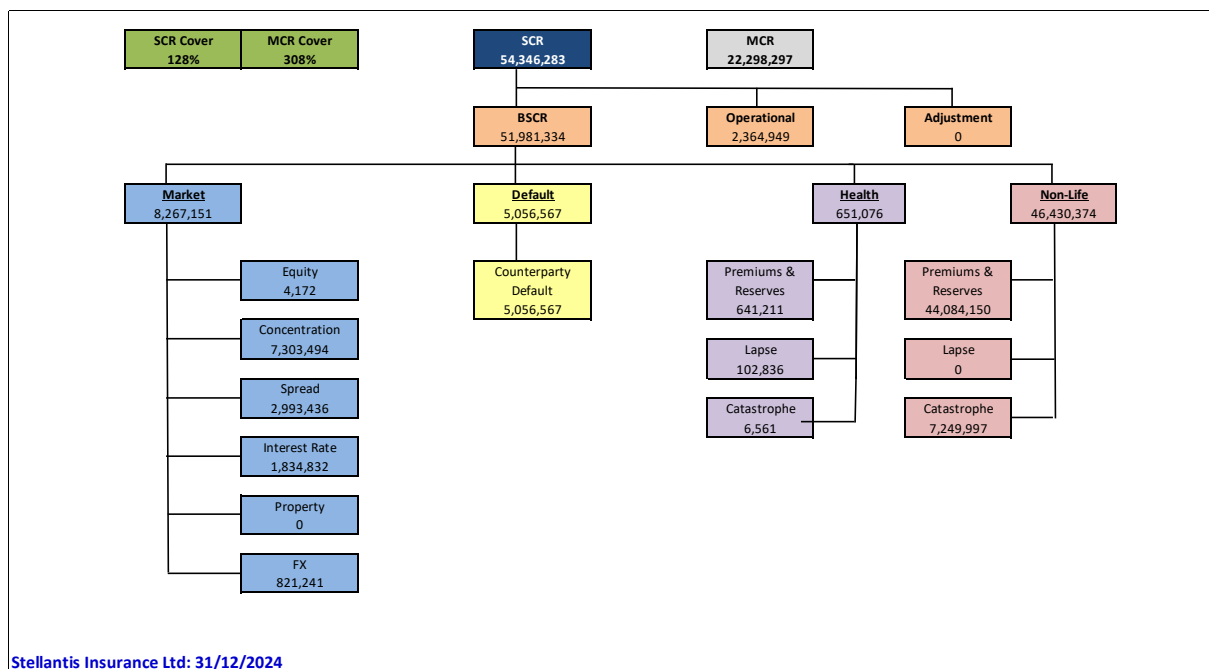 SCR Cover
128%
MCR Cover
308%
SCR
54,346,283
MCR
22,298,297
BSCR
51,981,334
Operational
2,364,949
Adjustment
0
Market
8,267,151
Default
5,056,567
Health
651,076
Non-Life
46,430,374
Equity
4,172
Concentration
7,303,494
Spread
2,993,436
Interest Rate
1,834,832
Property
0
FX
821,241
Counterparty
Default
5,056,567
Premiums &
Reserves
641,211
Lapse
102,836
Catastrophe
6,561
Premiums &
Reserves
44,084,150
Lapse
0
Catastrophe
7,249,997
Stellantis Insurance Ltd: 31/12/2024